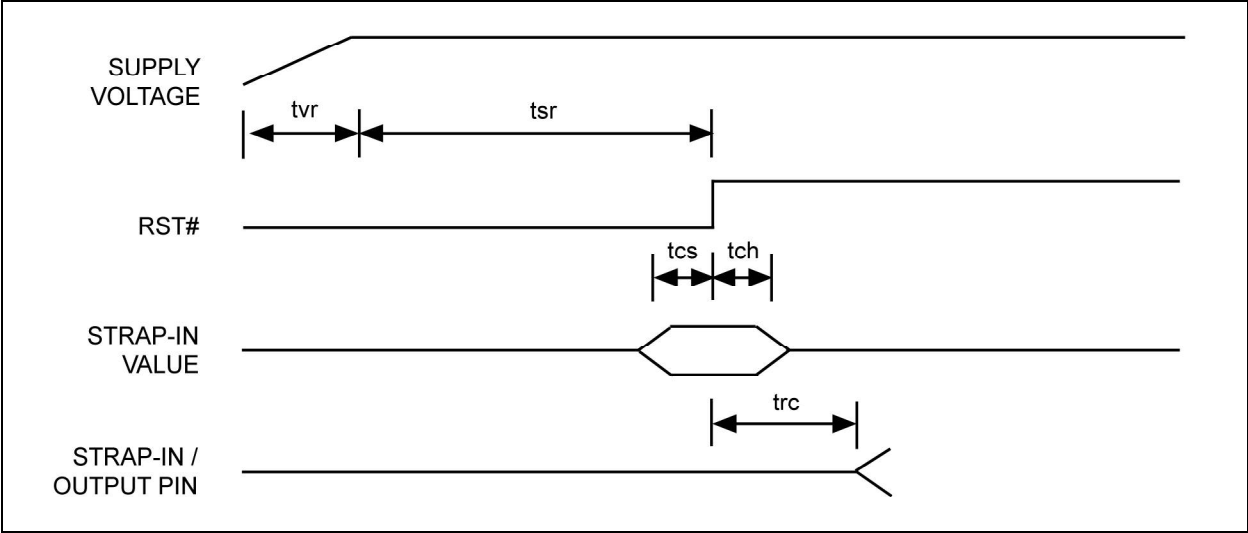 SUPPLY
VOLTAGE
tvr
tsr
RST#
tcs
tch
STRAP-IN
VALUE
trc
STRAP-IN /
OUTPUT PIN